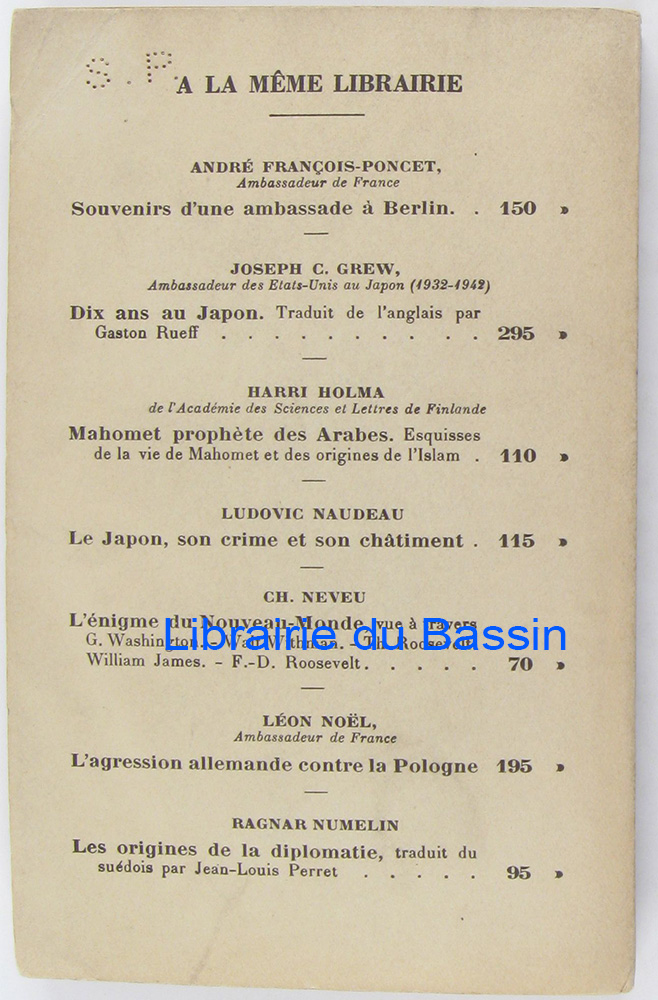 S. P.
A LA MÊME LIBRAIRIE
ANDRÉ FRANÇOIS-PONCET,
Ambassadeur de France
Souvenirs d'une ambassade à Berlin. . 150 »
JOSEPH C. GREW,
Ambassadeur des Etats-Unis au Japon (1932-1942)
Dix ans au Japon. Traduit de l'anglais par
Gaston Rueff . . . . . . . . . . 295 »
HARRI HOLMA
de l'Académie des Sciences et Lettres de Finlande
Mahomet prophète des Arabes. Esquisses
de la vie de Mahomet et des origines de l'Islam . 110 »
LUDOVIC NAUDEAU
Le Japon, son crime et son châtiment . 115 »
CH. NEVEU
L'énigme du Nouveau-Monde vue à travers
G. Washington. - Walt Withman. - Th. Roosevelt
Librairie du Bassin
William James. - F.-D. Roosevelt. . . . . 70 »
LÉON NOËL,
Ambassadeur de France
L'agression allemande contre la Pologne 195 »
RAGNAR NUMELIN
Les origines de la diplomatie, traduit du
suédois par Jean-Louis Perret . . . . . 95 »